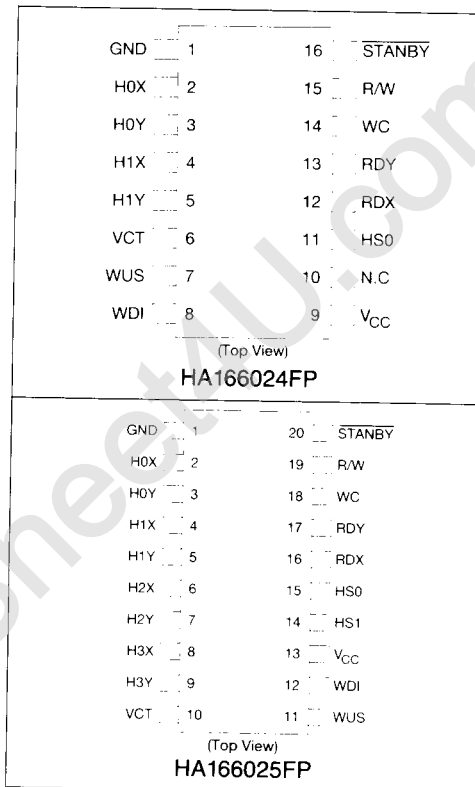 GND 1 16 STANBY
H0X 2 15 R/W
H0Y 3 14 WC
H1X 4 13 RDY
H1Y 5 12 RDX
VCT 6 11 HS0
WUS 7 10 N.C
WDI 8 9 VCC
(Top View)
HA166024FP
GND 1 20 STANBY
H0X 2 19 R/W
H0Y 3 18 WC
H1X 4 17 RDY
H1Y 5 16 RDX
H2X 6 15 HS0
H2Y 7 14 HS1
H3X 8 13 VCC
H3Y 9 12 WDI
VCT 10 11 WUS
(Top View)
HA166025FP
heet4U.com